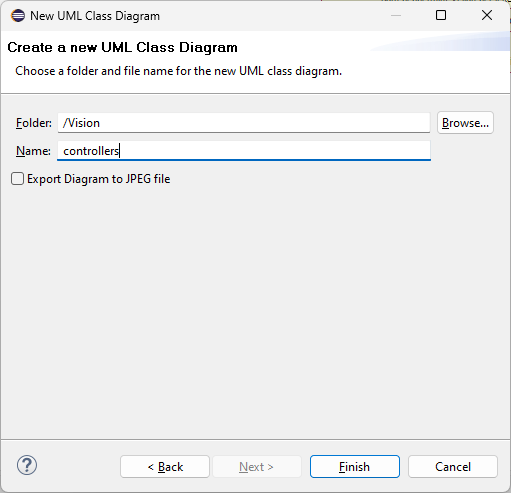 New UML Class Diagram
Create a new UML Class Diagram
Choose a folder and file name for the new UML class diagram.
Folder: /Vision Browse...
Name: controllers
Export Diagram to JPEG file
? < Back Next > Finish Cancel